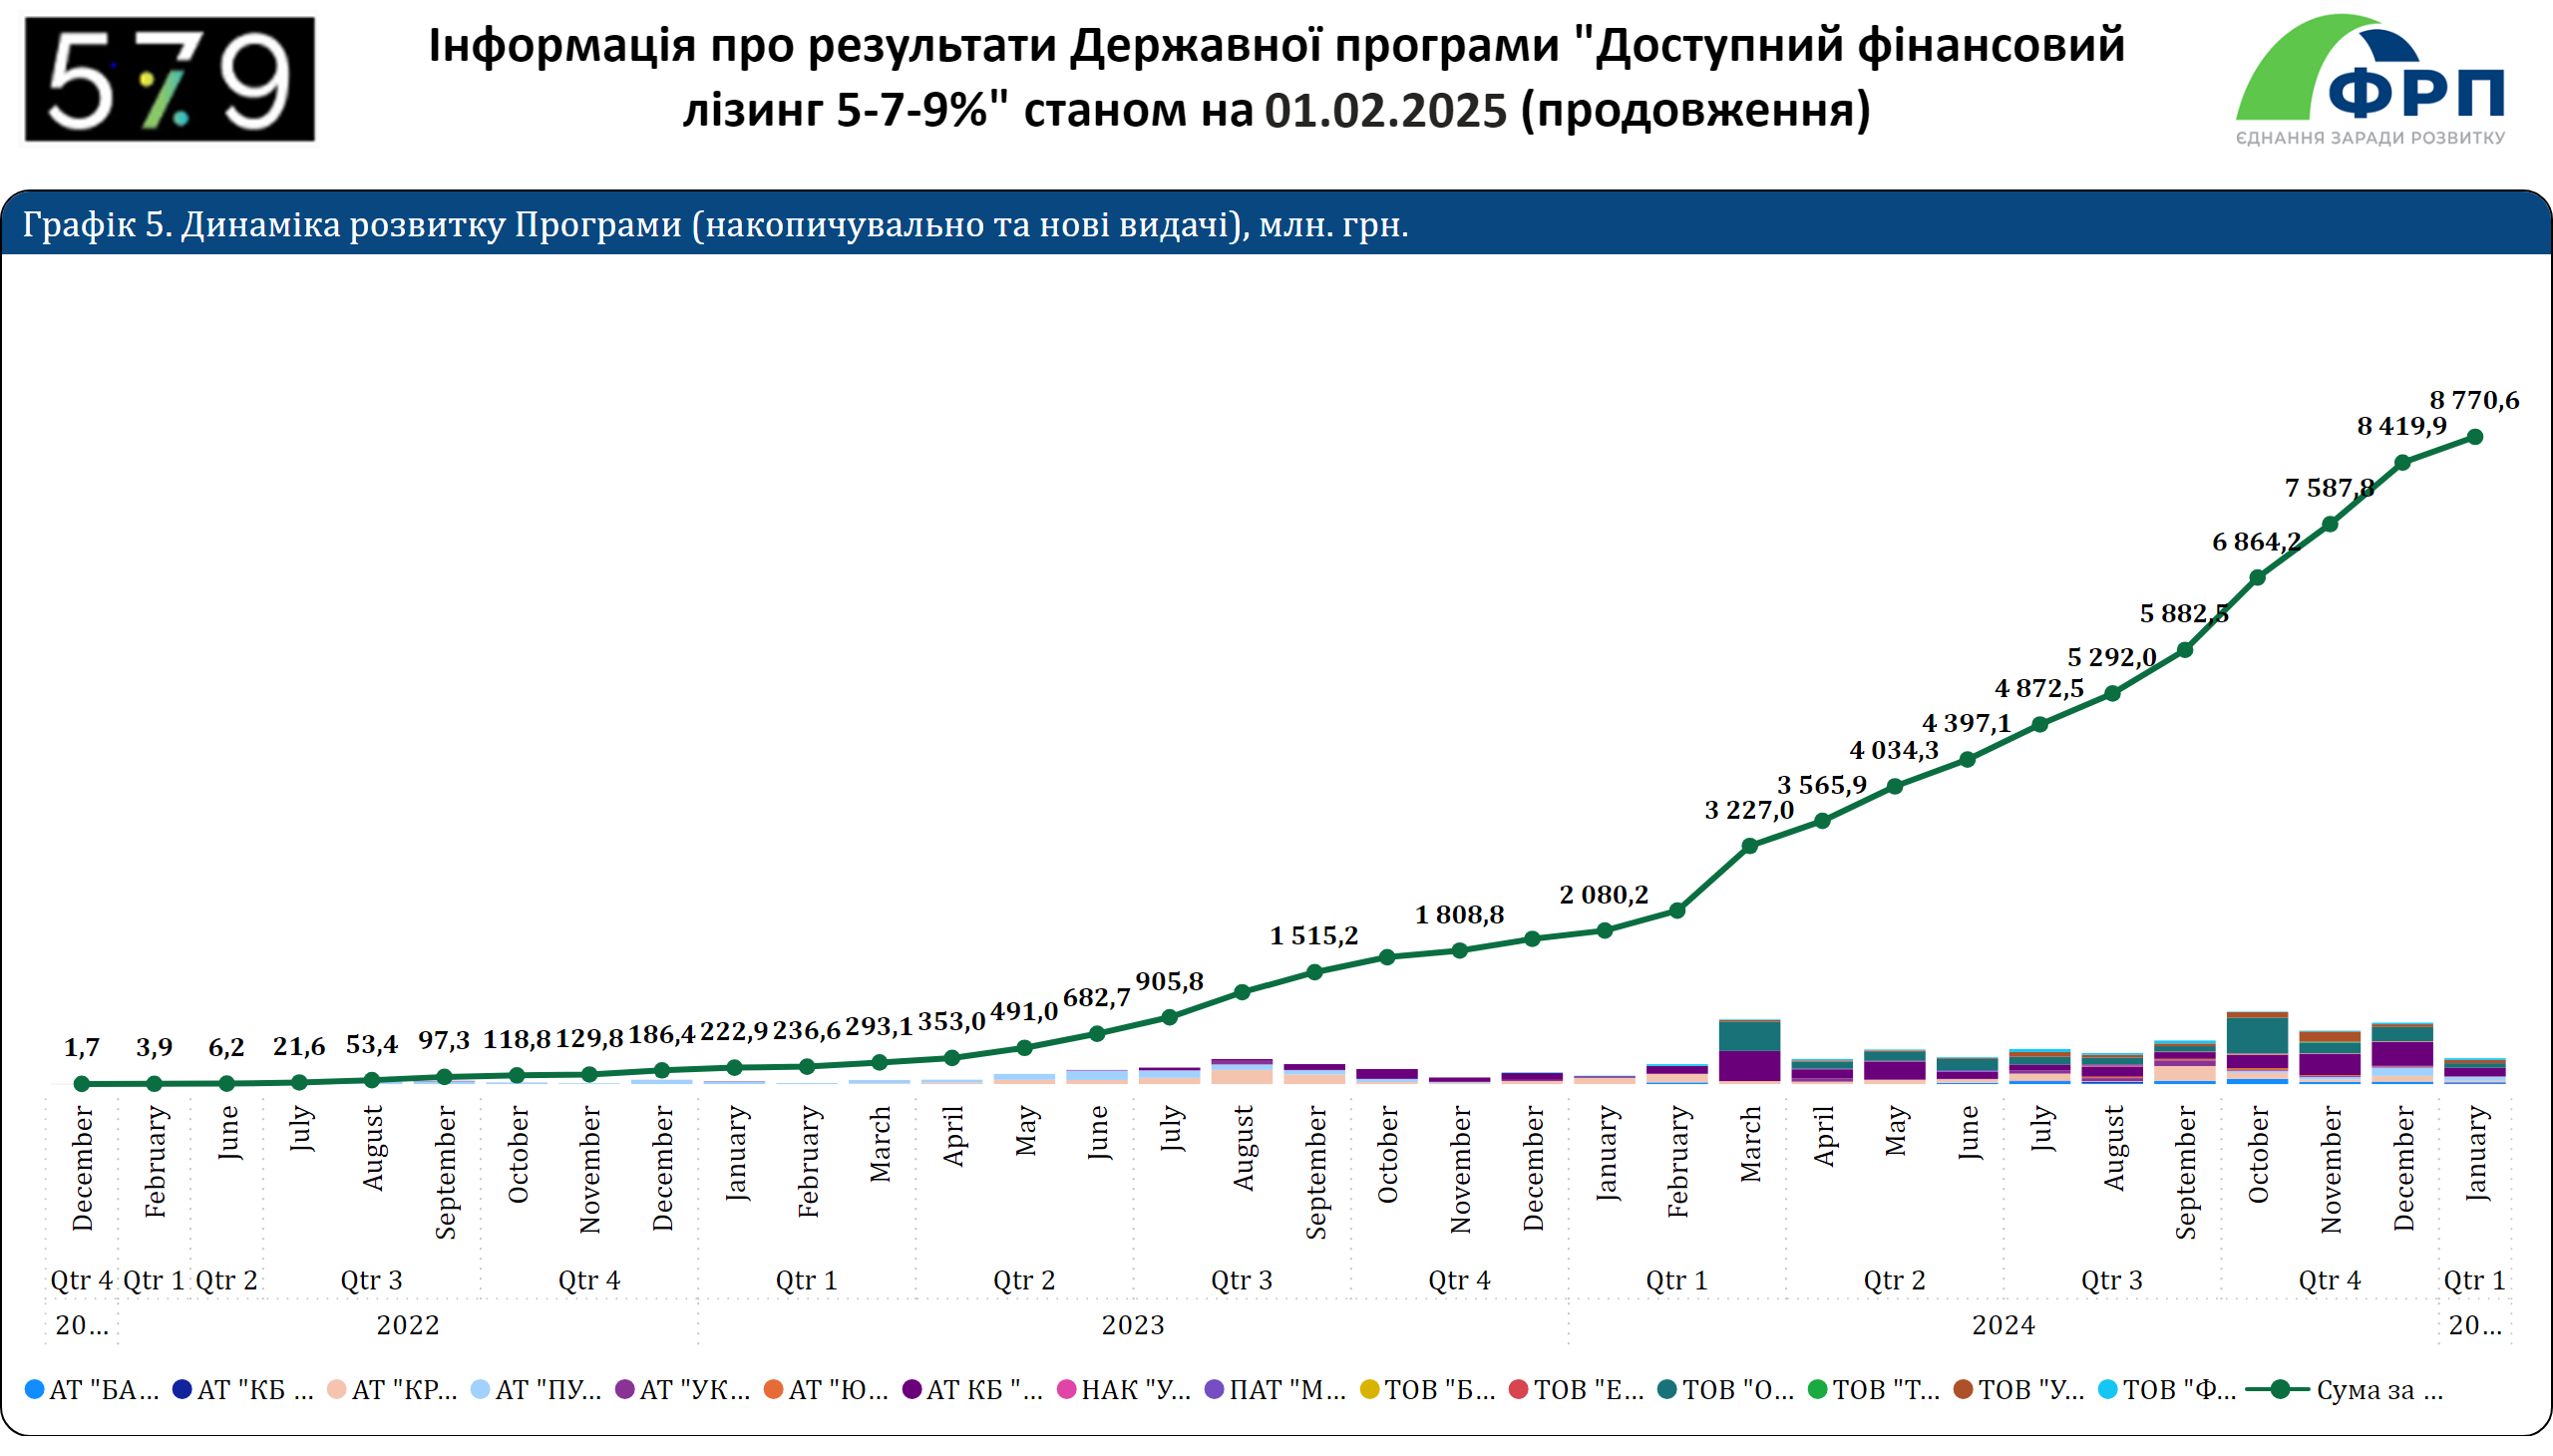 579
Інформація про результати Державної програми "Доступний фінансовий
лізинг 5-7-9%" станом на 01.02.2025 (продовження)
ФРП
ЄДНАННЯ ЗАРАДИ РОЗВИТКУ
Графік 5. Динаміка розвитку Програми (накопичувально та нові видачі), млн. грн.
1,7 3,9 6,2 21,6 53,4 97,3 118,8 129,8 186,4 222,9 236,6 293,1 353,0 491,0 682,7 905,8 1 515,2 1 808,8 2 080,2 3 227,0 3 565,9 4 034,3 4 397,1 4 872,5 5 292,0 5 882,5 6 864,2 7 587,8 8 419,9 8 770,6
December February June July August September October November December January February March April May June July August September October November December January February March April May June July August September October November December January
Qtr 4 Qtr 1 Qtr 2 Qtr 3 Qtr 4 Qtr 1 Qtr 2 Qtr 3 Qtr 4 Qtr 1 Qtr 2 Qtr 3 Qtr 4 Qtr 1
20... 2022 2023 2024 20...
АТ "БА... АТ "КБ ... АТ "КР... АТ "ПУ... АТ "УК... АТ "Ю... АТ КБ "... НАК "У... ПАТ "М... ТОВ "Б... ТОВ "Е... ТОВ "О... ТОВ "Т... ТОВ "У... ТОВ "Ф... Сума за ...